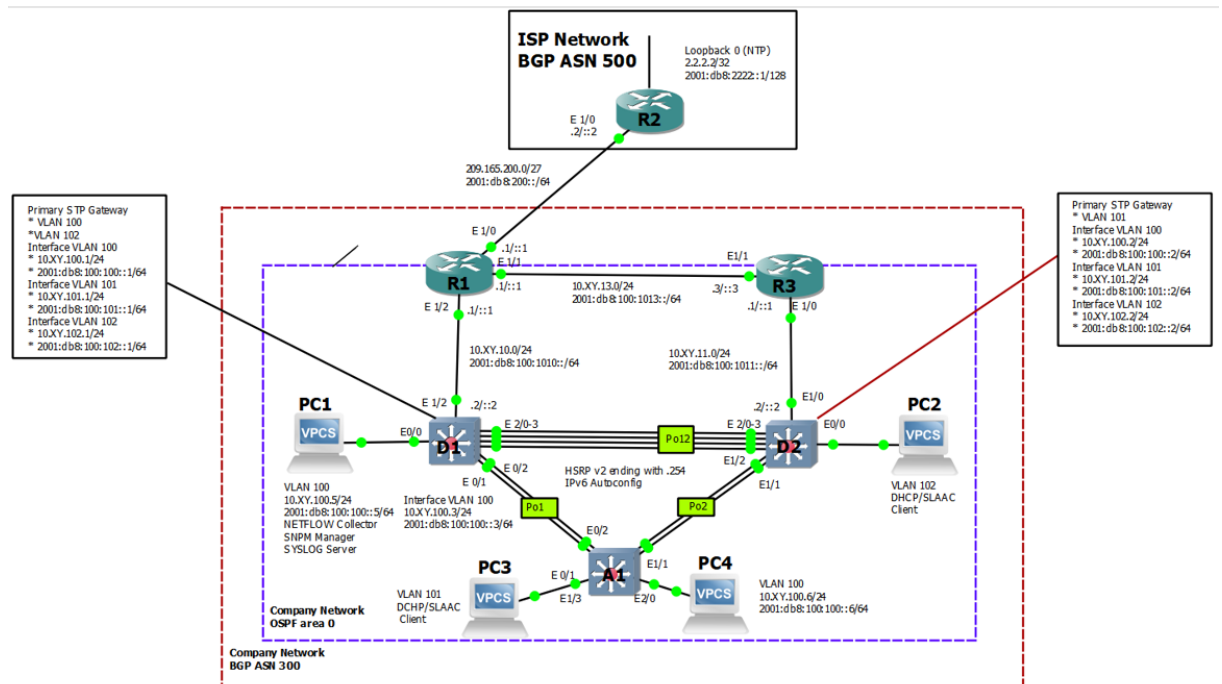 ISP Network
BGP ASN 500
Loopback 0 (NTP)
2.2.2.2/32
2001:db8:2222::1/128
E 1/0
.2/::2
R2
209.165.200.0/27
2001:db8:200::/64
Primary STP Gateway
* VLAN 100
*VLAN 102
Interface VLAN 100
* 10.XY.100.1/24
* 2001:db8:100:100::1/64
Interface VLAN 101
* 10.XY.101.1/24
* 2001:db8:100:101::1/64
Interface VLAN 102
* 10.XY.102.1/24
* 2001:db8:100:102::1/64
Primary STP Gateway
* VLAN 101
Interface VLAN 100
* 10.XY.100.2/24
* 2001:db8:100:100::2/64
Interface VLAN 101
* 10.XY.101.2/24
* 2001:db8:100:101::2/64
Interface VLAN 102
* 10.XY.102.2/24
* 2001:db8:100:102::2/64
E 1/0
.1/::1
E 1/1
R1
.1/::1
E 1/2
.1/::1
10.XY.13.0/24
2001:db8:100:1013::/64
E1/1
.3/::3
R3
.1/::1
E 1/0
10.XY.10.0/24
2001:db8:100:1010::/64
10.XY.11.0/24
2001:db8:100:1011::/64
E 1/2
.2/::2
E1/0
.2/::2
PC1
VPCS
E0/0
D1
E 2/0-3
Po12
E 2/0-3
D2
E0/0
PC2
VPCS
E 0/2
E 0/1
HSRP v2 ending with .254
IPv6 Autoconfig
E1/2
E1/1
VLAN 102
DHCP/SLAAC
Client
VLAN 100
10.XY.100.5/24
2001:db8:100:100::5/64
NETFLOW Collector
SNPM Manager
SYSLOG Server
Interface VLAN 100
10.XY.100.3/24
2001:db8:100:100::3/64
Po1
Po2
E0/2
E1/1
A1
PC3
VPCS
E 0/1
E1/3
E2/0
PC4
VPCS
VLAN 101
DCHP/SLAAC
Client
VLAN 100
10.XY.100.6/24
2001:db8:100:100::6/64
Company Network
OSPF area 0
Company Network
BGP ASN 300